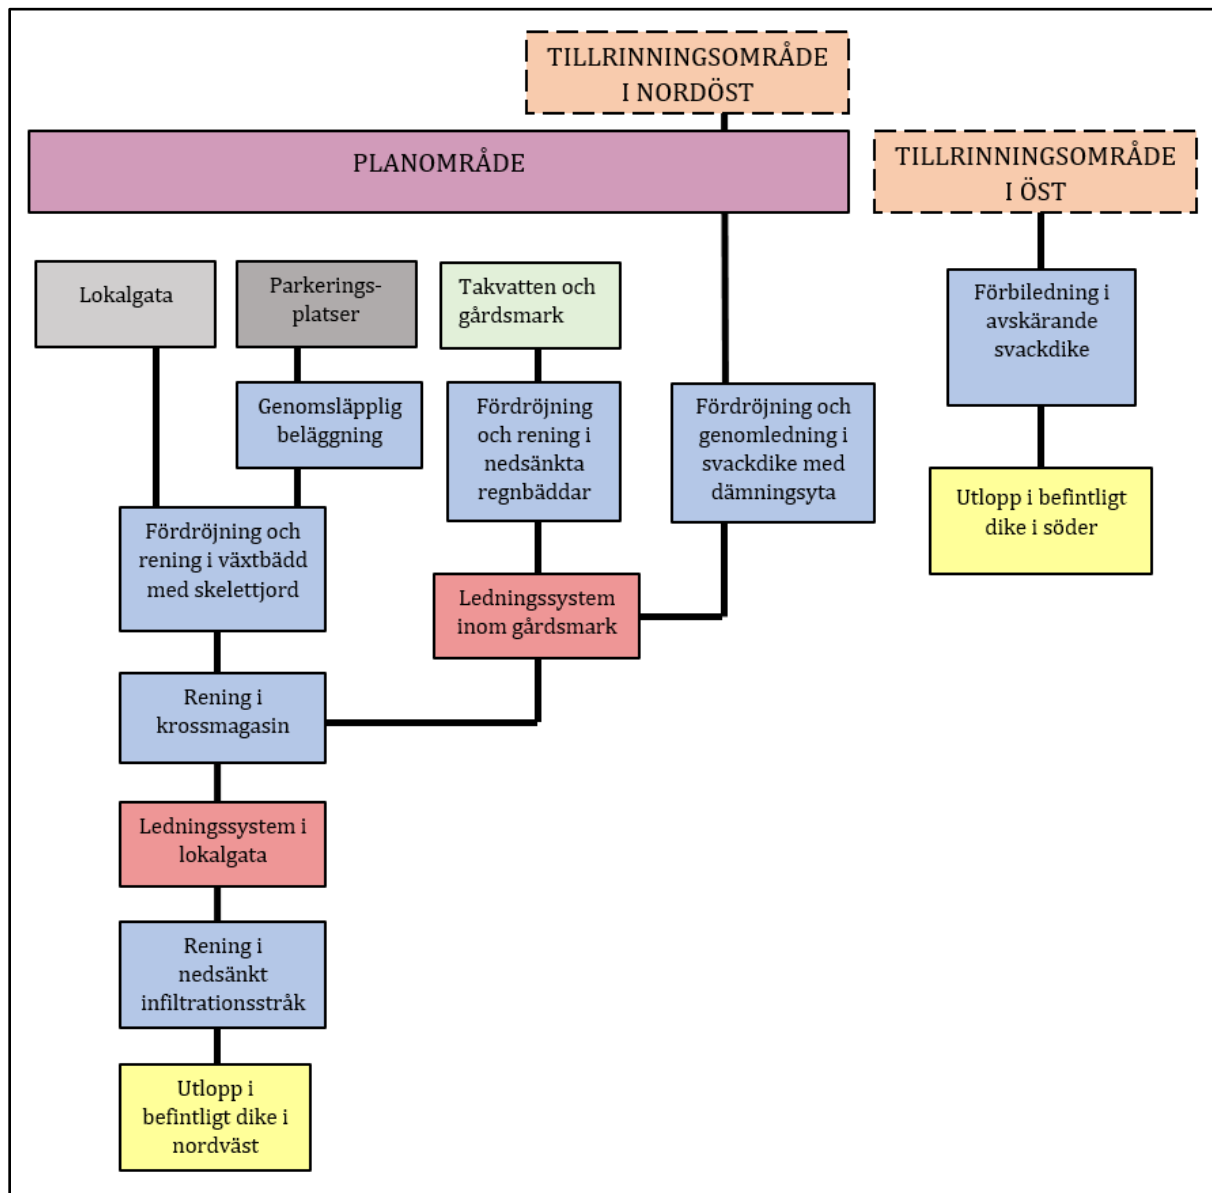 TILLRINNINGSOMRÅDE
I NORDÖST
PLANOMRÅDE
TILLRINNINGSOMRÅDE
I ÖST
Lokalgata
Parkerings-
platser
Takvatten och
gårdsmark
Förbiledning i
avskärande
svackdike
Genomsläpplig
beläggning
Fördröjning
och rening i
nedsänkta
regnbäddar
Fördröjning och
genomledning i
svackdike med
dämningsyta
Utlopp i befintligt
dike i söder
Fördröjning och
rening i växtbädd
med skelettjord
Ledningssystem
inom gårdsmark
Rening i
krossmagasin
Ledningssystem i
lokalgata
Rening i
nedsänkt
infiltrationsstråk
Utlopp i
befintligt dike i
nordväst